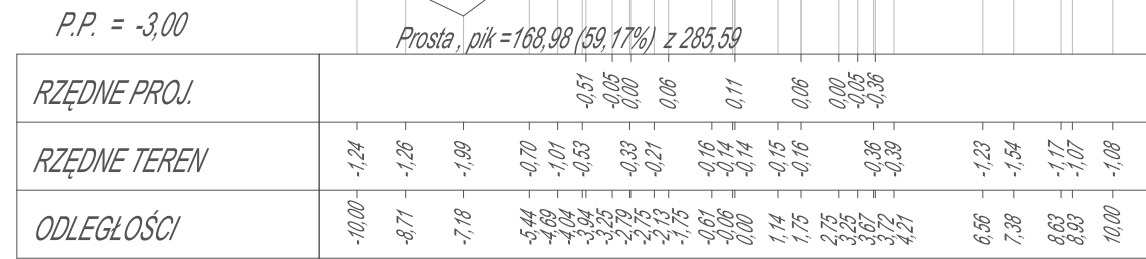 P.P. = -3,00
Prosta , pik =168,98 (59,17%) z 285,59
RZĘDNE PROJ. -0,51 -0,05 0,00 0,06 0,11 0,06 0,00 -0,05 -0,36
RZĘDNE TEREN -1,24 -1,26 -1,99 -0,70 -1,01 -0,53 -0,33 -0,21 -0,16 -0,14 -0,14 -0,15 -0,16 -0,36 -0,39 -1,23 -1,54 -1,17 -1,07 -1,08
ODLEGŁOŚCI -10,00 -8,71 -7,18 -5,44 -4,69 -4,04 -3,94 -3,25 -2,79 -2,75 -2,13 -1,75 -0,61 -0,06 0,00 1,14 1,75 2,75 3,25 3,67 3,72 4,21 6,56 7,38 8,63 8,93 10,00